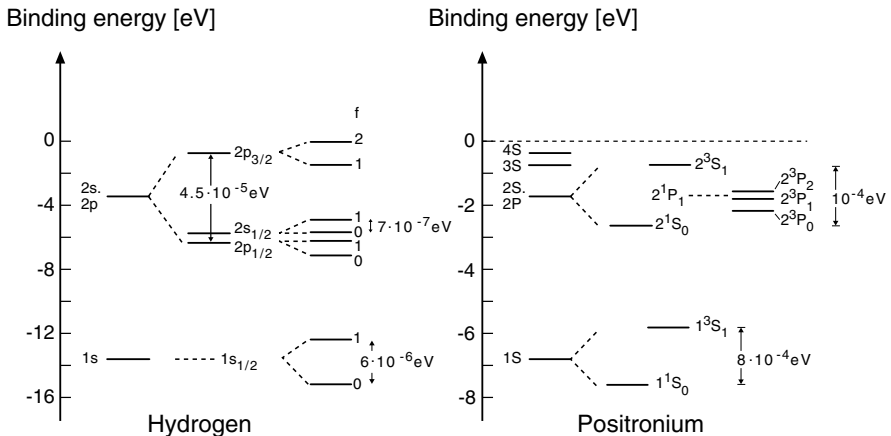 Binding energy [eV]
f
0
-4
-8
-12
-16
2s.
2p
2p3/2
4.5·10⁻⁵eV
2s1/2
2p1/2
2
1
1
0
1
0
7·10⁻⁷eV
1s
1s1/2
1
0
6·10⁻⁶eV
Hydrogen
Binding energy [eV]
0
-2
-4
-6
-8
4S
3S
2S.
2P
2³S₁
2¹P₁
2³P₂
2³P₁
2³P₀
10⁻⁴eV
2¹S₀
1S
1³S₁
8·10⁻⁴eV
1¹S₀
Positronium